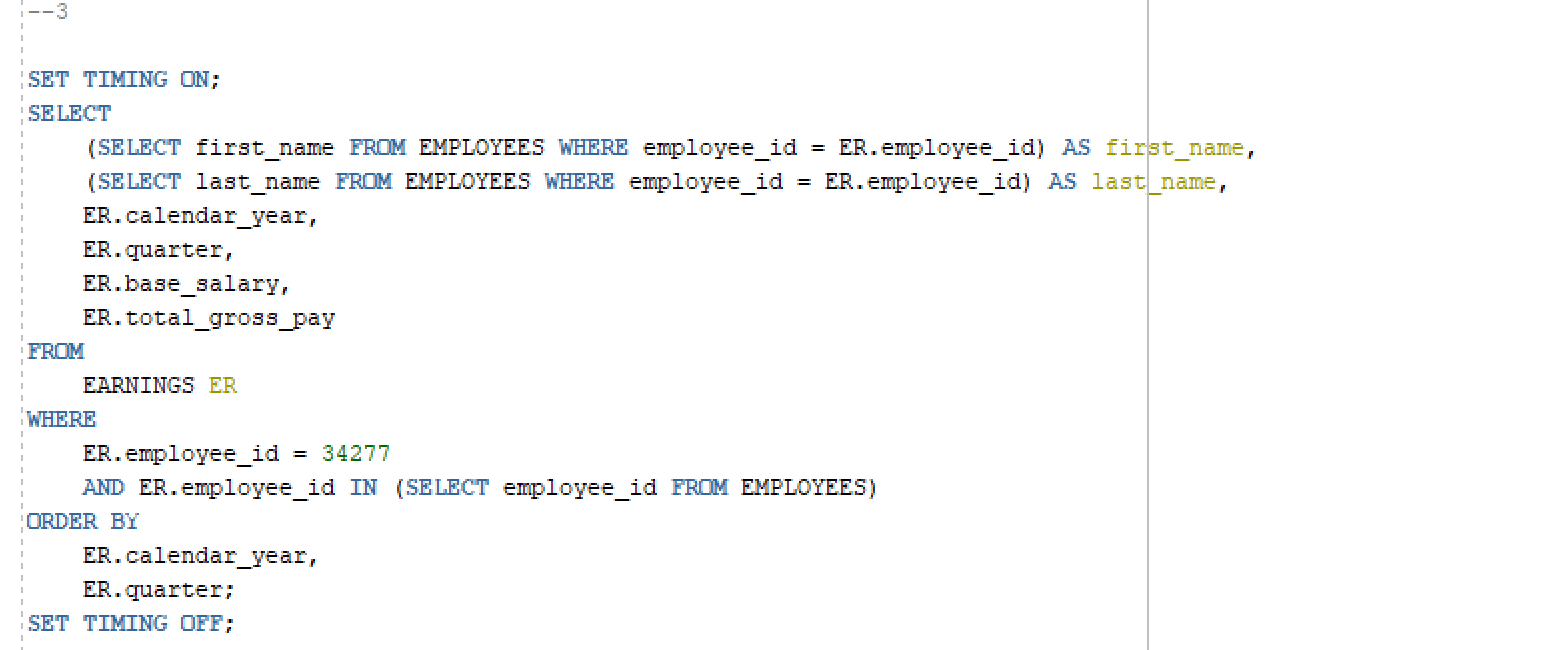 --3
SET TIMING ON;
SELECT
(SELECT first_name FROM EMPLOYEES WHERE employee_id = ER.employee_id) AS first_name,
(SELECT last_name FROM EMPLOYEES WHERE employee_id = ER.employee_id) AS last_name,
ER.calendar_year,
ER.quarter,
ER.base_salary,
ER.total_gross_pay
FROM
EARNINGS ER
WHERE
ER.employee_id = 34277
AND ER.employee_id IN (SELECT employee_id FROM EMPLOYEES)
ORDER BY
ER.calendar_year,
ER.quarter;
SET TIMING OFF;